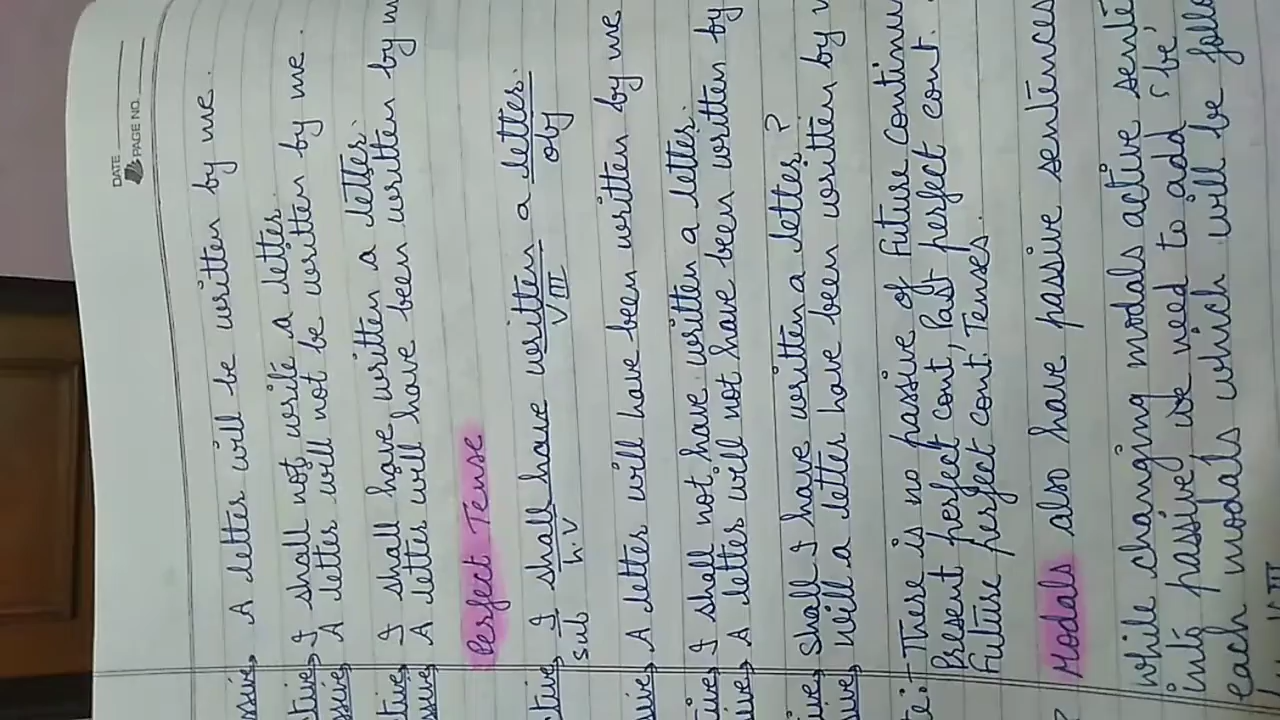 DATE
PAGE NO.
A letter will be written by me.
I shall not write a letter.
A letter will not be written by me.
I shall have written a letter.
A letter will have been written by
Perfect Tense
I shall have written a letter.
sub h.v VIII obj
A letter will have been written by me
I shall not have written a letter.
A letter will not have been written by
Shall I have written a letter?
will a letter have been written by
There is no passive of Future
Present perfect cont, Past perfect cont.
Future perfect cont Tenses.
Modals also have passive sentences
While changing modals active
into passive we need to add 'be'
each modals which will be